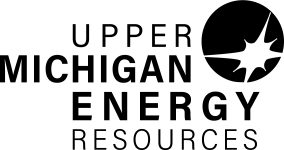 UPPER
MICHIGAN
ENERGY
RESOURCES